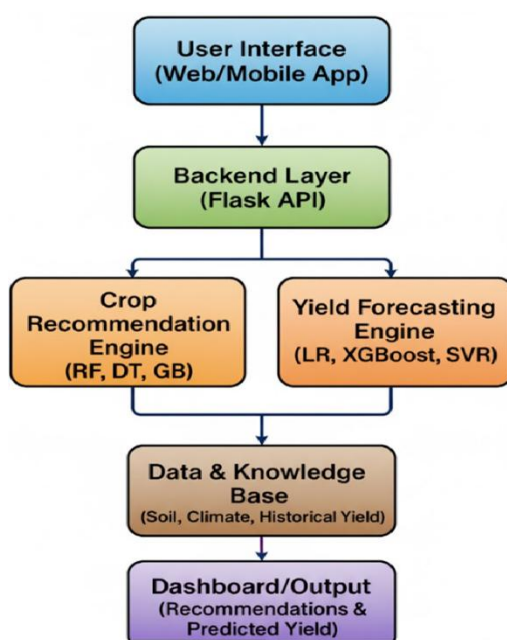 User Interface
(Web/Mobile App)
Backend Layer
(Flask API)
Crop
Recommendation
Engine
(RF, DT, GB)
Yield Forecasting
Engine
(LR, XGBoost, SVR)
Data & Knowledge
Base
(Soil, Climate, Historical Yield)
Dashboard/Output
(Recommendations &
Predicted Yield)